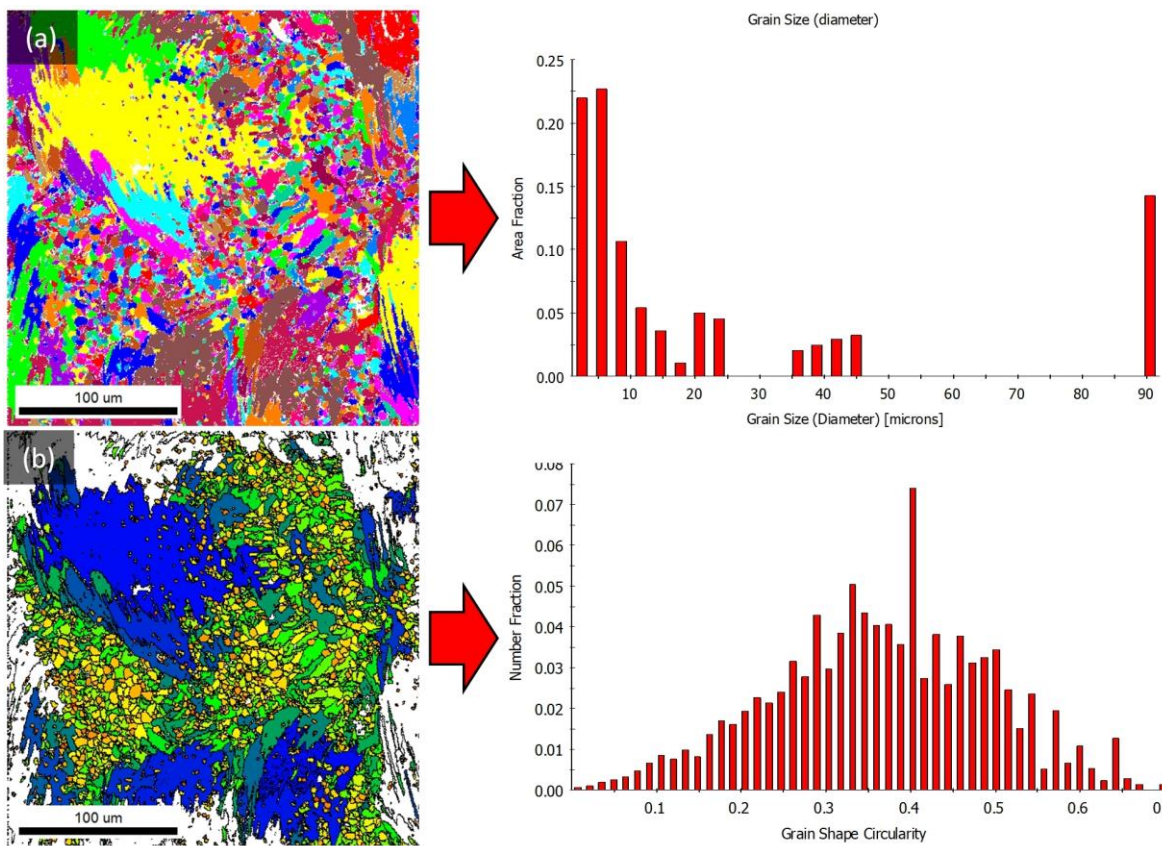 (a)
100 um
Grain Size (diameter)
Area Fraction
0.25
0.20
0.15
0.10
0.05
0.00
10 20 30 40 50 60 70 80 90
Grain Size (Diameter) [microns]
(b)
100 um
Number Fraction
0.08
0.07
0.06
0.05
0.04
0.03
0.02
0.01
0.00
0.1 0.2 0.3 0.4 0.5 0.6
Grain Shape Circularity